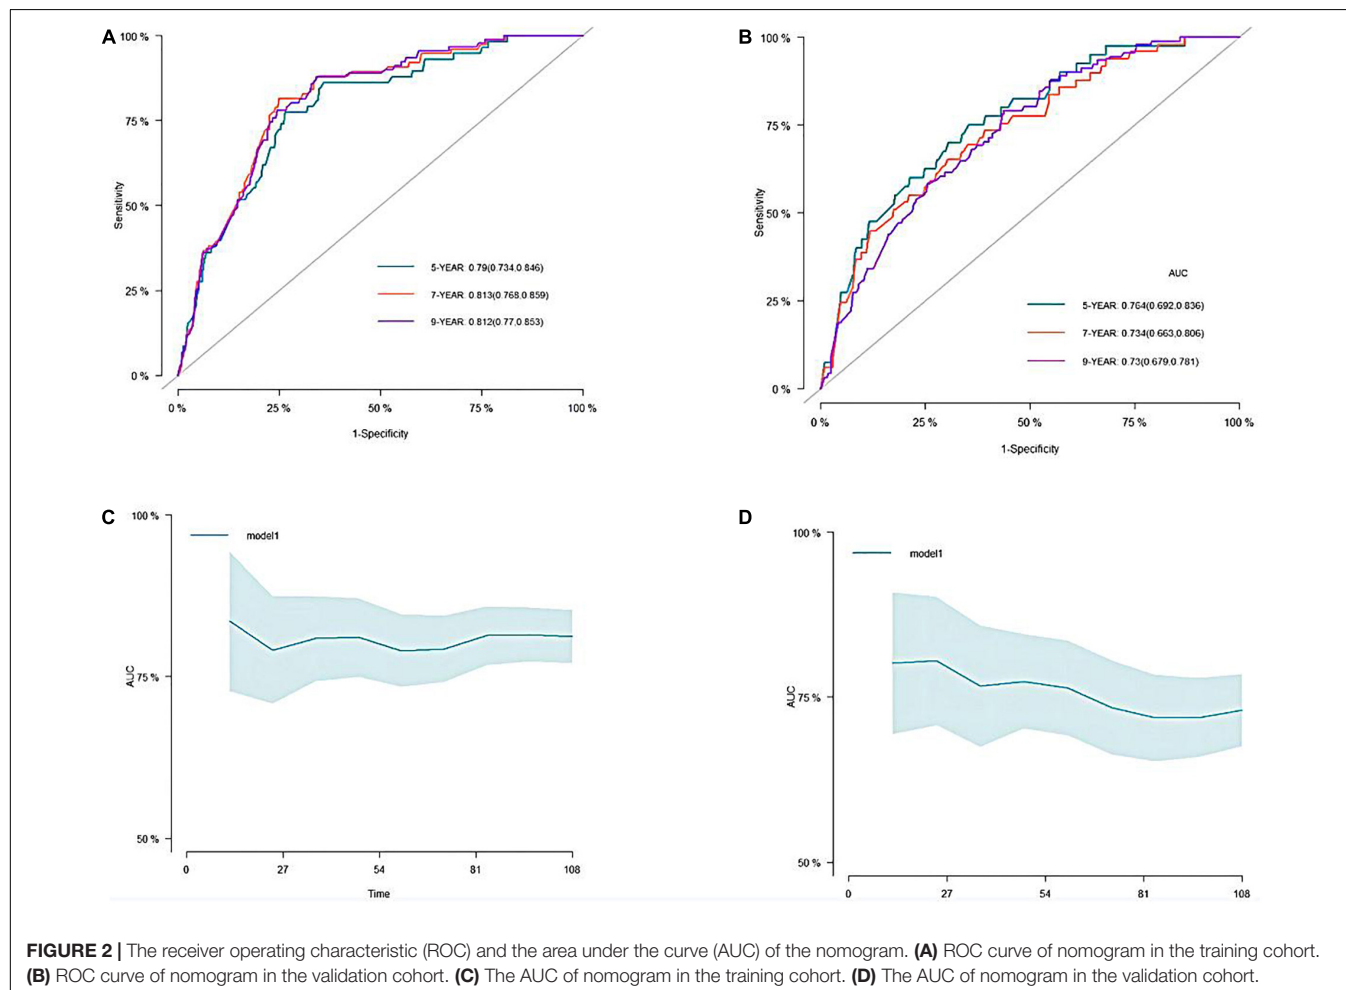 A
100 %
75 %
50 %
25 %
0 %
Sensitivity
0 %
25 %
50 %
75 %
100 %
1-Specificity
5-YEAR: 0.79(0.734,0.846)
7-YEAR: 0.813(0.768,0.859)
9-YEAR: 0.812(0.77,0.853)
B
100 %
75 %
50 %
25 %
0 %
Sensitivity
0 %
25 %
50 %
75 %
100 %
1-Specificity
AUC
5-YEAR: 0.764(0.692,0.836)
7-YEAR: 0.734(0.663,0.806)
9-YEAR: 0.73(0.679,0.781)
C
100 %
75 %
50 %
AUC
model1
0
27
54
81
108
Time
D
100 %
75 %
50 %
AUC
model1
0
27
54
81
108
FIGURE 2 | The receiver operating characteristic (ROC) and the area under the curve (AUC) of the nomogram. (A) ROC curve of nomogram in the training cohort.
(B) ROC curve of nomogram in the validation cohort. (C) The AUC of nomogram in the training cohort. (D) The AUC of nomogram in the validation cohort.